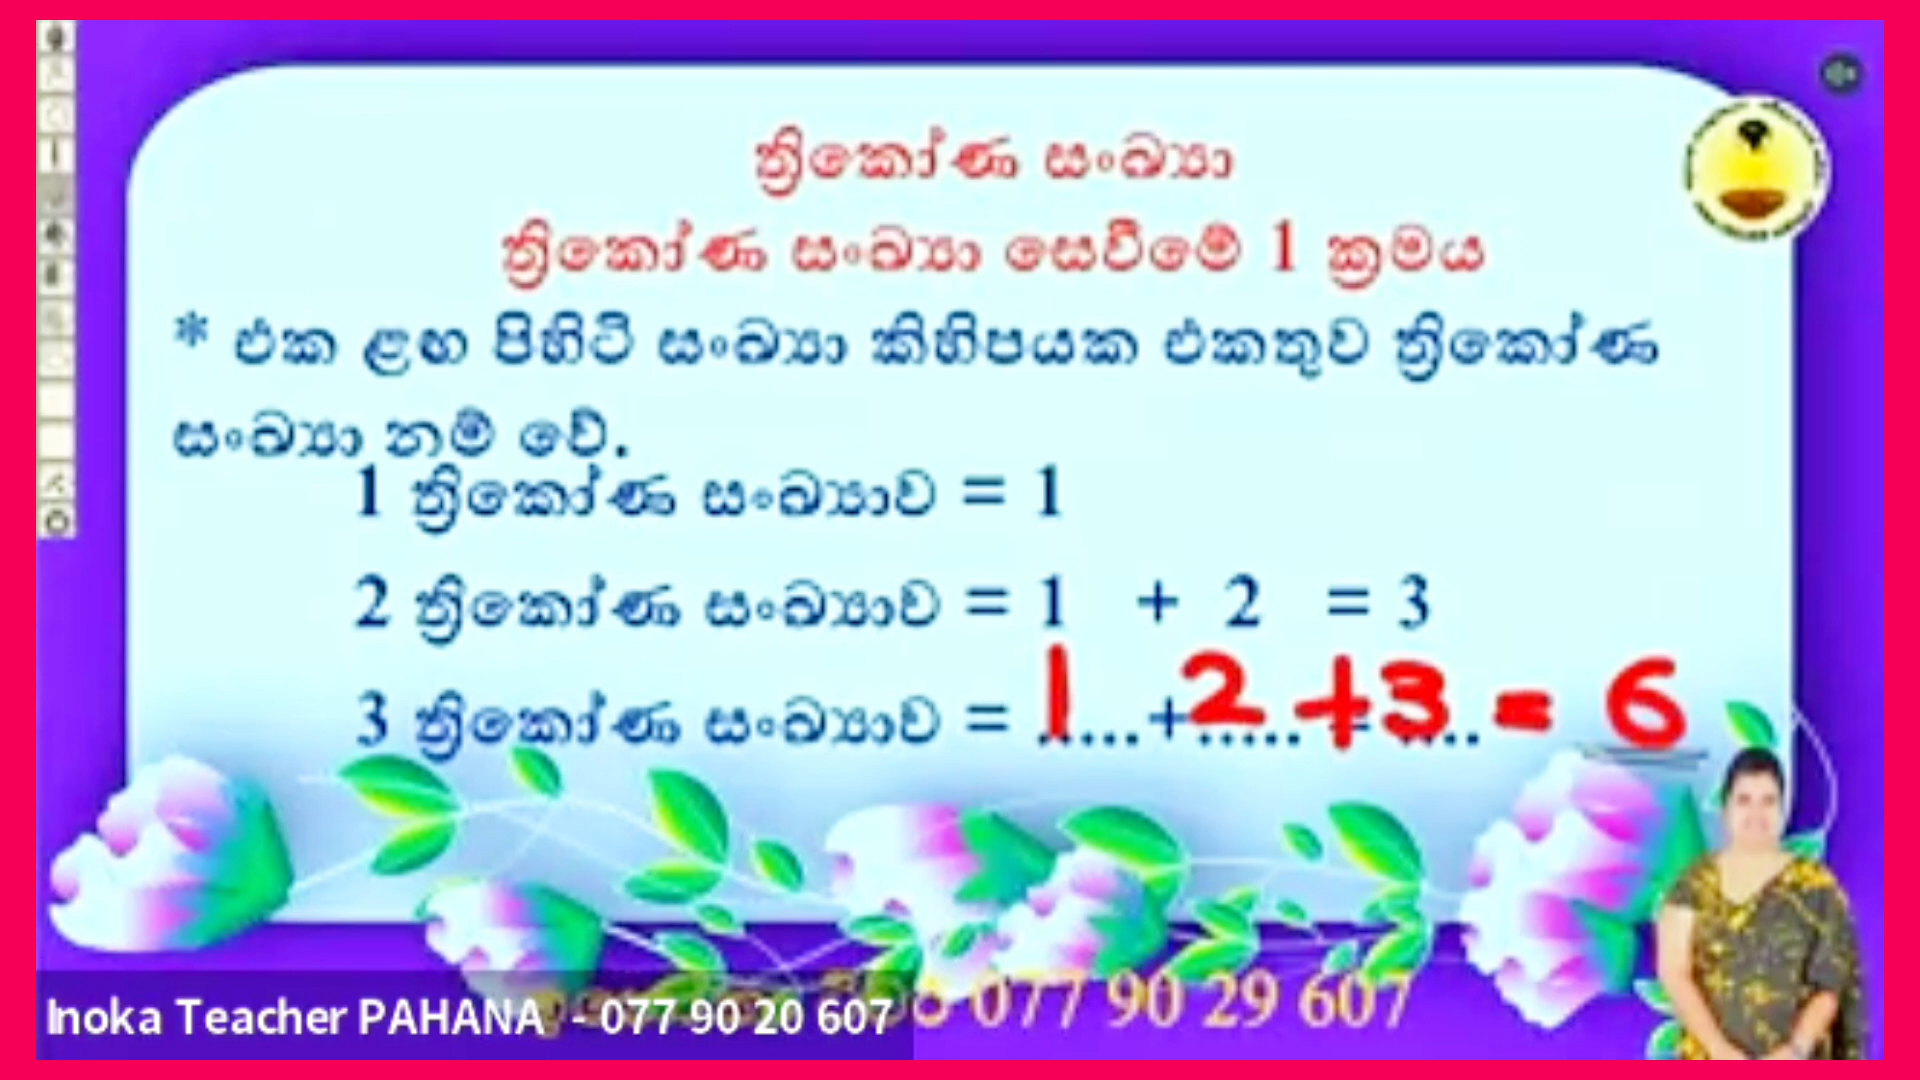 ත්‍රිකෝණ සංඛ්‍යා
ත්‍රිකෝණ සංඛ්‍යා සෙවීමේ 1 ක්‍රමය
* එක ළඟ පිහිටි සංඛ්‍යා කිහිපයක එකතුව ත්‍රිකෝණ
සංඛ්‍යා නම් වේ.
1 ත්‍රිකෝණ සංඛ්‍යාව = 1
2 ත්‍රිකෝණ සංඛ්‍යාව = 1 + 2 = 3
3 ත්‍රිකෝණ සංඛ්‍යාව = 1 + 2 + 3 = 6
077 90 29 607
Inoka Teacher PAHANA - 077 90 20 607